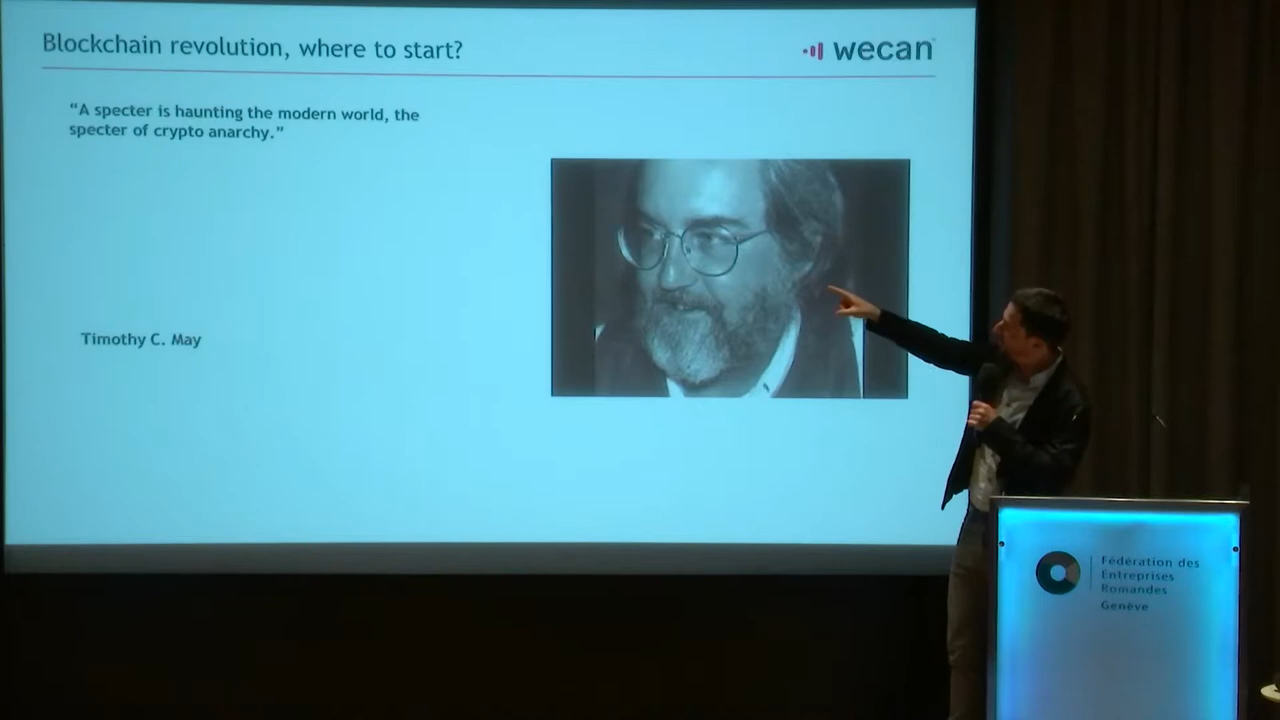 Blockchain revolution, where to start?
wecan
“A specter is haunting the modern world, the
specter of crypto anarchy.”
Timothy C. May
Fédération des
Entreprises
Romandes
Genève